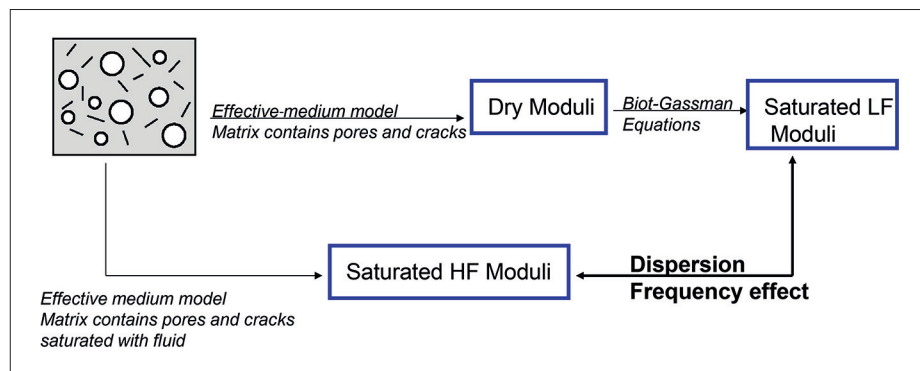 Effective-medium model
Matrix contains pores and cracks
Dry Moduli
Biot-Gassman
Equations
Saturated LF
Moduli
Saturated HF Moduli
Dispersion
Frequency effect
Effective medium model
Matrix contains pores and cracks
saturated with fluid